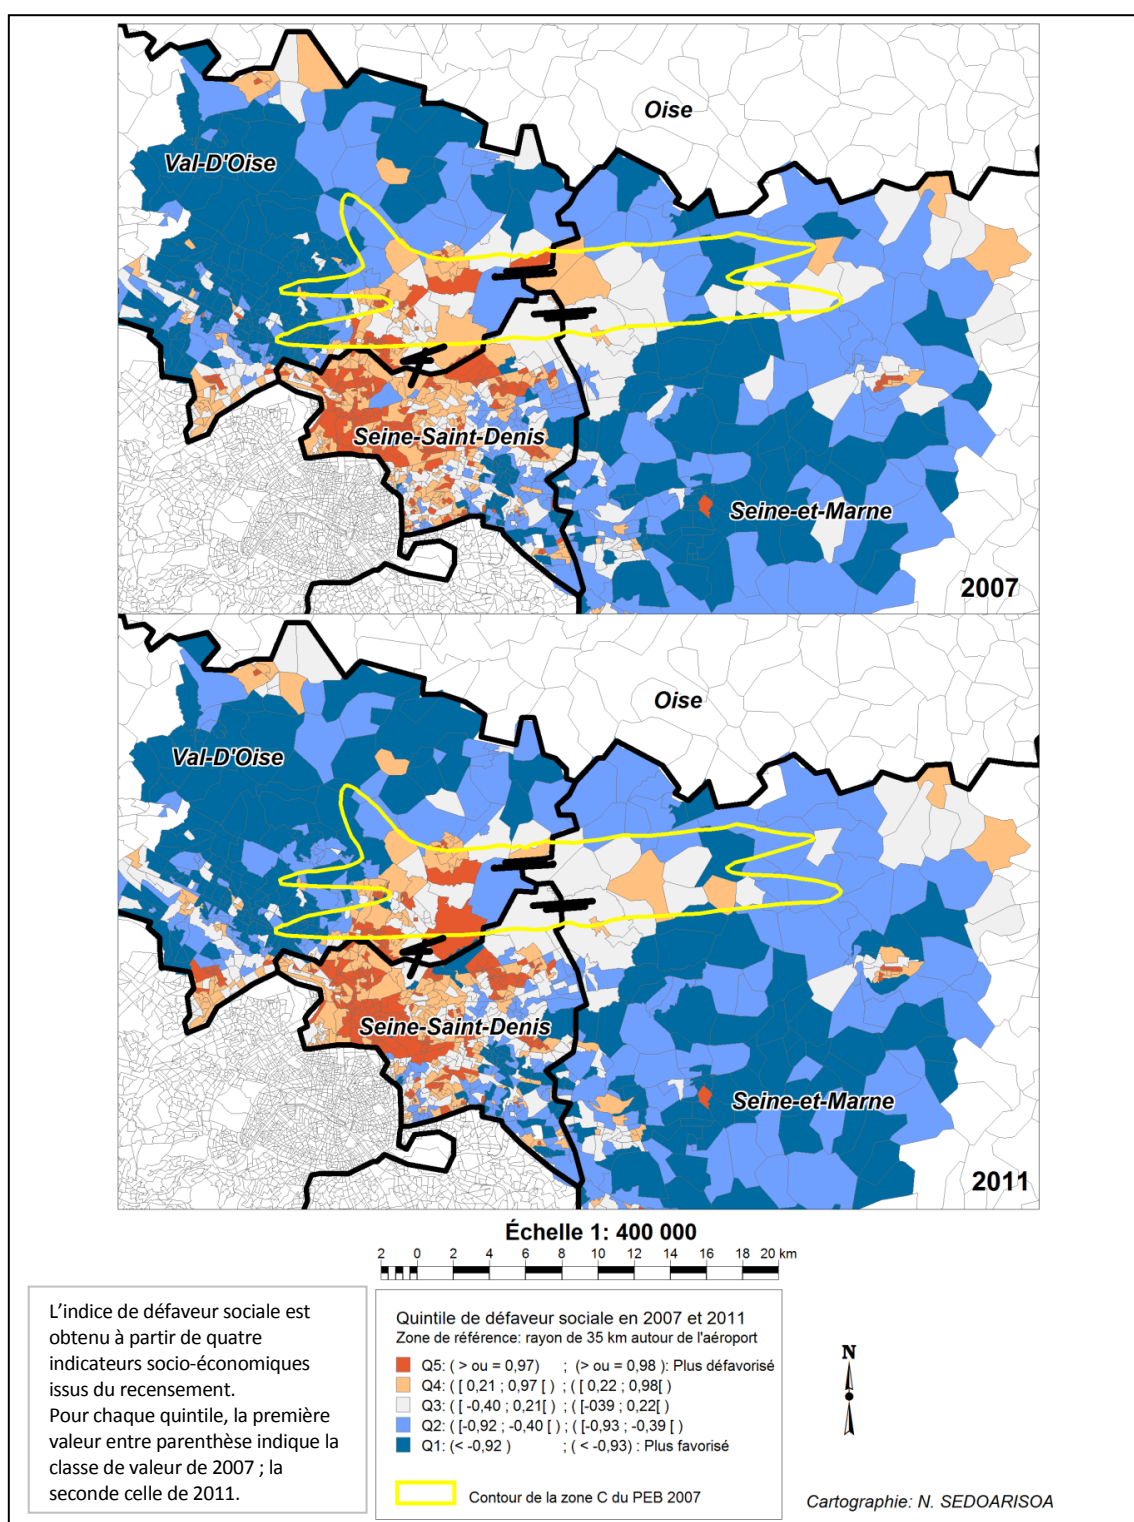 Oise
Val-D'Oise
Seine-Saint-Denis
Seine-et-Marne
2007
Oise
Val-D'Oise
Seine-Saint-Denis
Seine-et-Marne
2011
Échelle 1: 400 000
2 0 2 4 6 8 10 12 14 16 18 20 km
L'indice de défaveur sociale est
obtenu à partir de quatre
indicateurs socio-économiques
issus du recensement.
Pour chaque quintile, la première
valeur entre parenthèse indique la
classe de valeur de 2007 ; la
seconde celle de 2011.
Quintile de défaveur sociale en 2007 et 2011
Zone de référence: rayon de 35 km autour de l'aéroport
Q5: ( > ou = 0,97) ; (> ou = 0,98 ): Plus défavorisé
Q4: ( [ 0,21 ; 0,97 [ ) ; ( [ 0,22 ; 0,98[ )
Q3: ( [ -0,40 ; 0,21[ ) ; ( [-039 ; 0,22[ )
Q2: ( [-0,92 ; -0,40 [ ) ; ( [-0,93 ; -0,39 [ )
Q1: (< -0,92 ) ; ( < -0,93) : Plus favorisé
Contour de la zone C du PEB 2007
N
Cartographie: N. SEDOARISOA